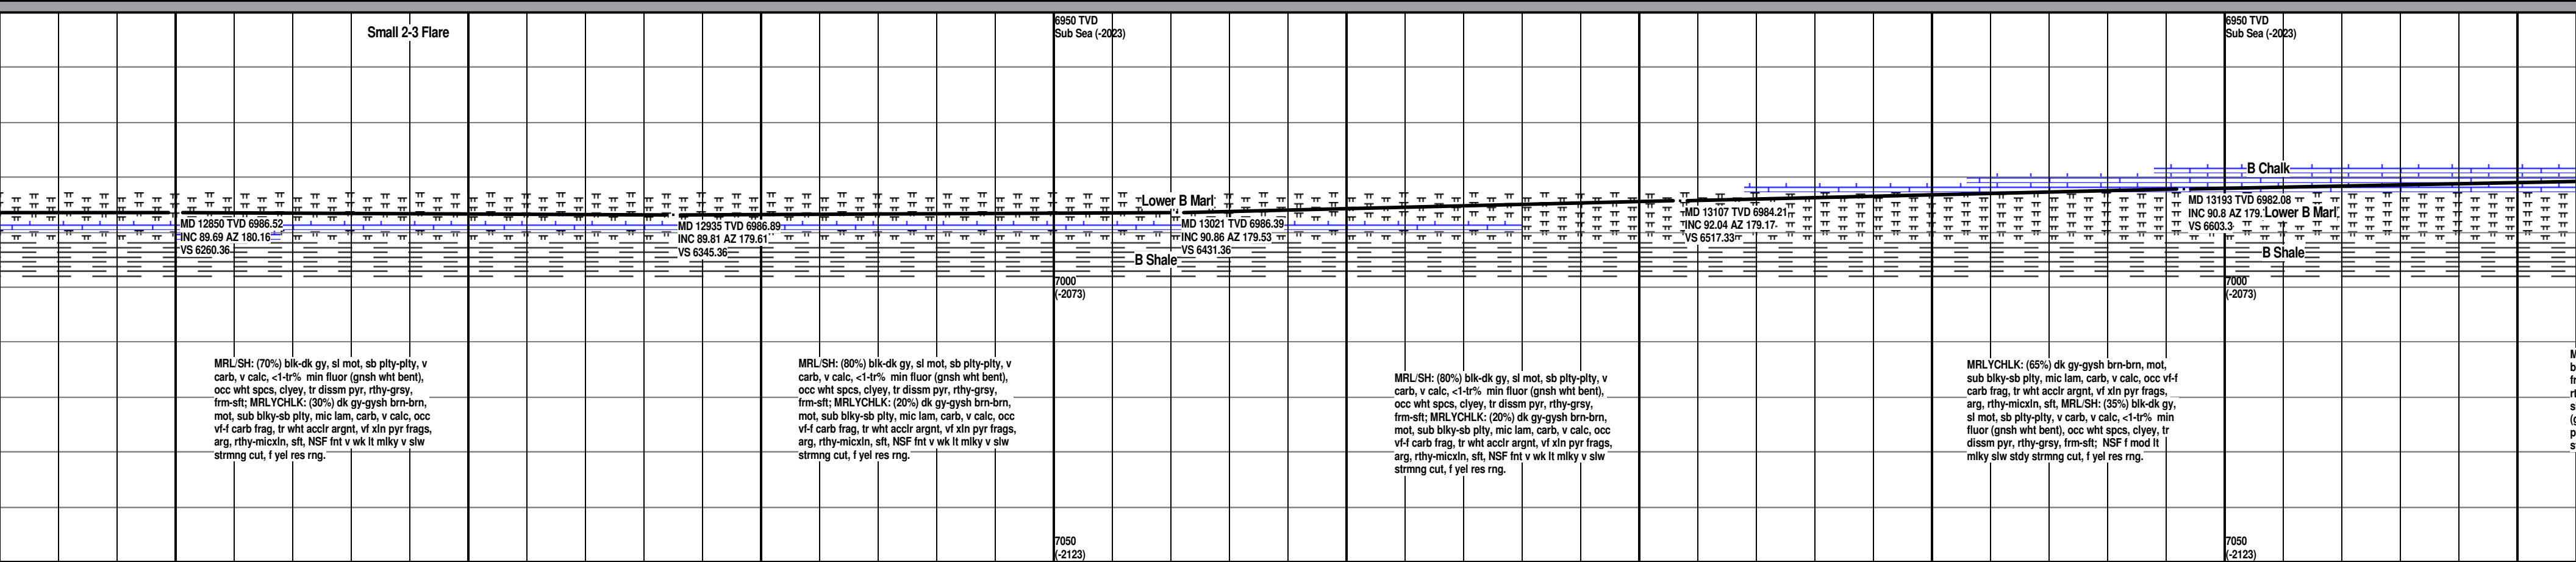 Small 2-3 Flare
6950 TVD
Sub Sea (-2023)
6950 TVD
Sub Sea (-2023)
MD 12850 TVD 6986.52
INC 89.69 AZ 180.16
VS 6260.36
MD 12935 TVD 6986.89
INC 89.81 AZ 179.61
VS 6345.36
Lower B Marl
MD 13021 TVD 6986.39
INC 90.86 AZ 179.53
VS 6431.36
B Shale
MD 13107 TVD 6984.21
INC 92.04 AZ 179.17
VS 6517.33
B Chalk
MD 13193 TVD 6982.08
INC 90.8 AZ 179.
Lower B Marl
VS 6603.3
B Shale
7000
(-2073)
7000
(-2073)
MRL/SH: (70%) blk-dk gy, sl mot, sb plty-plty, v
carb, v calc, <1-tr% min fluor (gnsh wht bent),
occ wht spcs, clyey, tr dissm pyr, rthy-grsy,
frm-sft; MRLYCHLK: (30%) dk gy-gysh brn-brn,
mot, sub blky-sb plty, mic lam, carb, v calc, occ
vf-f carb frag, tr wht acclr argnt, vf xln pyr frags,
arg, rthy-micxln, sft, NSF fnt v wk lt mlky v slw
strmng cut, f yel res rng.
MRL/SH: (80%) blk-dk gy, sl mot, sb plty-plty, v
carb, v calc, <1-tr% min fluor (gnsh wht bent),
occ wht spcs, clyey, tr dissm pyr, rthy-grsy,
frm-sft; MRLYCHLK: (20%) dk gy-gysh brn-brn,
mot, sub blky-sb plty, mic lam, carb, v calc, occ
vf-f carb frag, tr wht acclr argnt, vf xln pyr frags,
arg, rthy-micxln, sft, NSF fnt v wk lt mlky v slw
strmng cut, f yel res rng.
MRL/SH: (80%) blk-dk gy, sl mot, sb plty-plty, v
carb, v calc, <1-tr% min fluor (gnsh wht bent),
occ wht spcs, clyey, tr dissm pyr, rthy-grsy,
frm-sft; MRLYCHLK: (20%) dk gy-gysh brn-brn,
mot, sub blky-sb plty, mic lam, carb, v calc, occ
vf-f carb frag, tr wht acclr argnt, vf xln pyr frags,
arg, rthy-micxln, sft, NSF fnt v wk lt mlky v slw
strmng cut, f yel res rng.
MRLYCHLK: (65%) dk gy-gysh brn-brn, mot,
sub blky-sb plty, mic lam, carb, v calc, occ vf-f
carb frag, tr wht acclr argnt, vf xln pyr frags,
arg, rthy-micxln, sft, MRL/SH: (35%) blk-dk gy,
sl mot, sb plty-plty, v carb, v calc, <1-tr% min
fluor (gnsh wht bent), occ wht spcs, clyey, tr
dissm pyr, rthy-grsy, frm-sft; NSF f mod lt
mlky slw stdy strmng cut, f yel res rng.
7050
(-2123)
7050
(-2123)